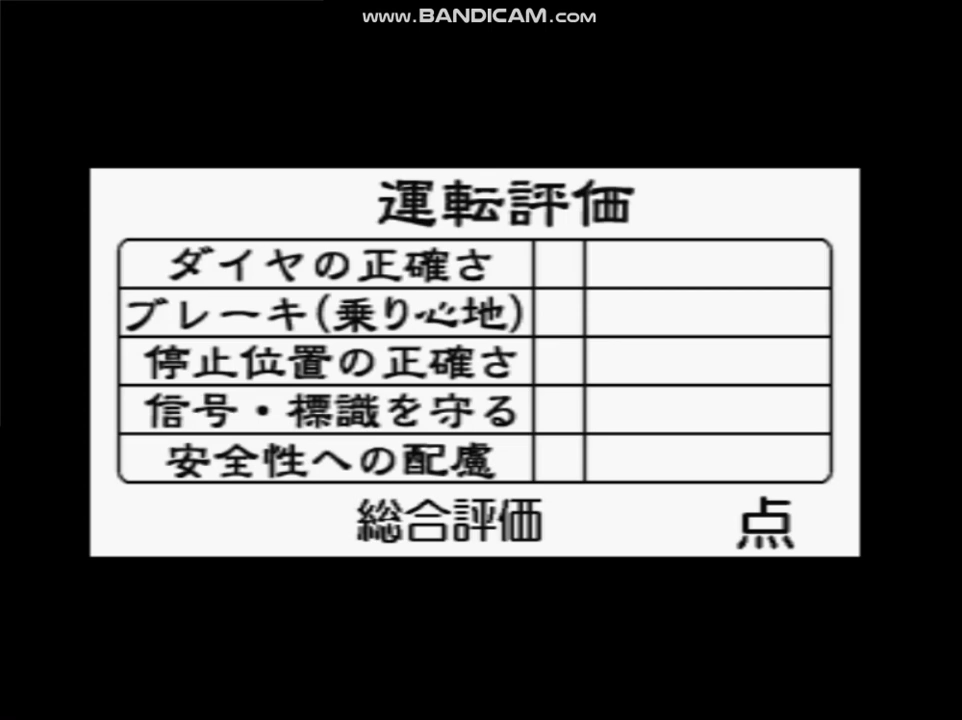 www.BANDICAM.com
運転評価
ダイヤの正確さ
ブレーキ(乗り心地)
停止位置の正確さ
信号・標識を守る
安全性への配慮
総合評価 点